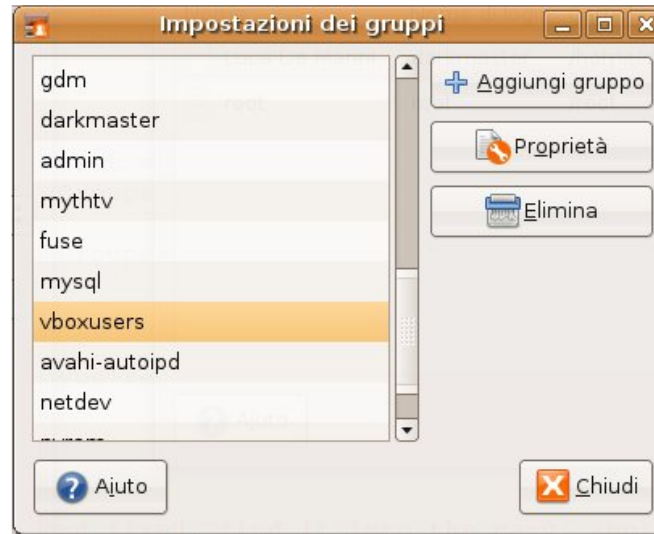 Impostazioni dei gruppi
gdm
darkmaster
admin
mythtv
fuse
mysql
vboxusers
avahi-autoipd
netdev
Aggiungi gruppo
Proprietà
Elimina
Aiuto
Chiudi